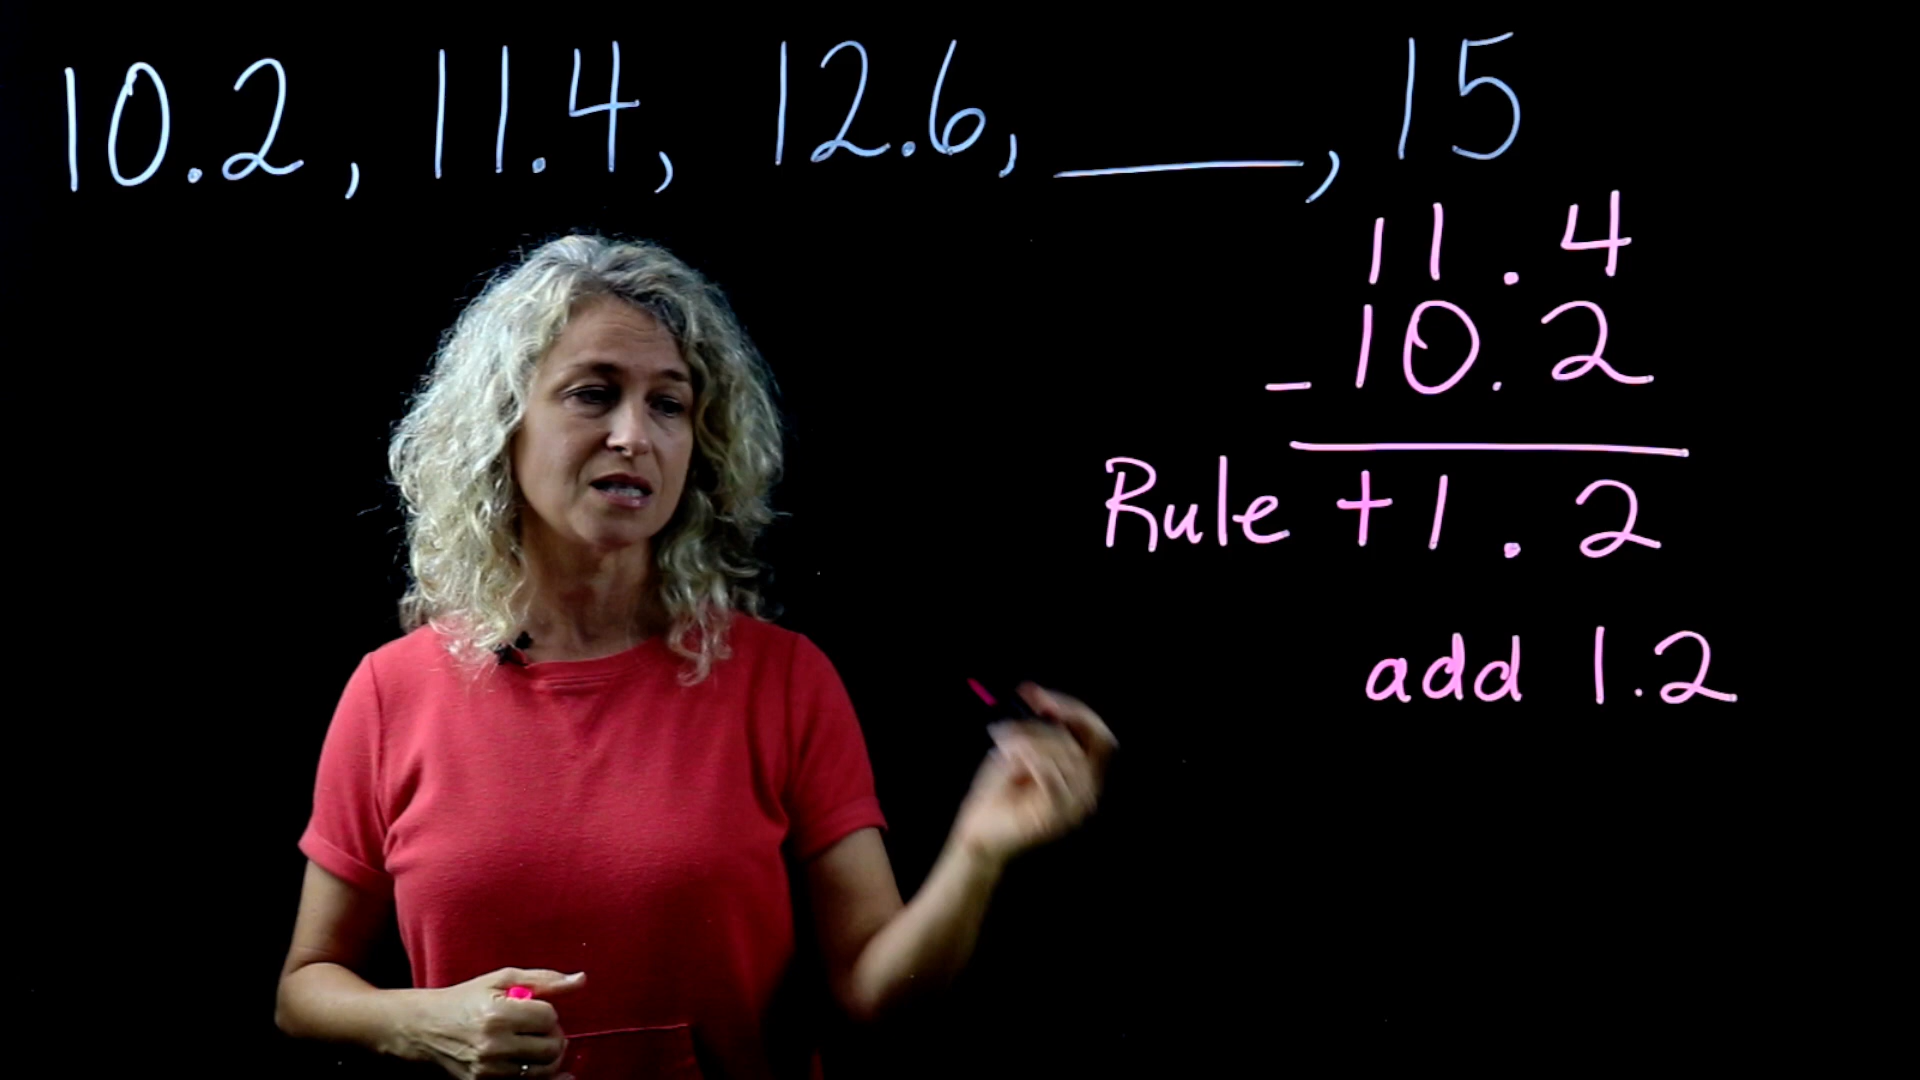 10.2, 11.4, 12.6, ____, 15
11.4
- 10.2
Rule +1.2
add 1.2